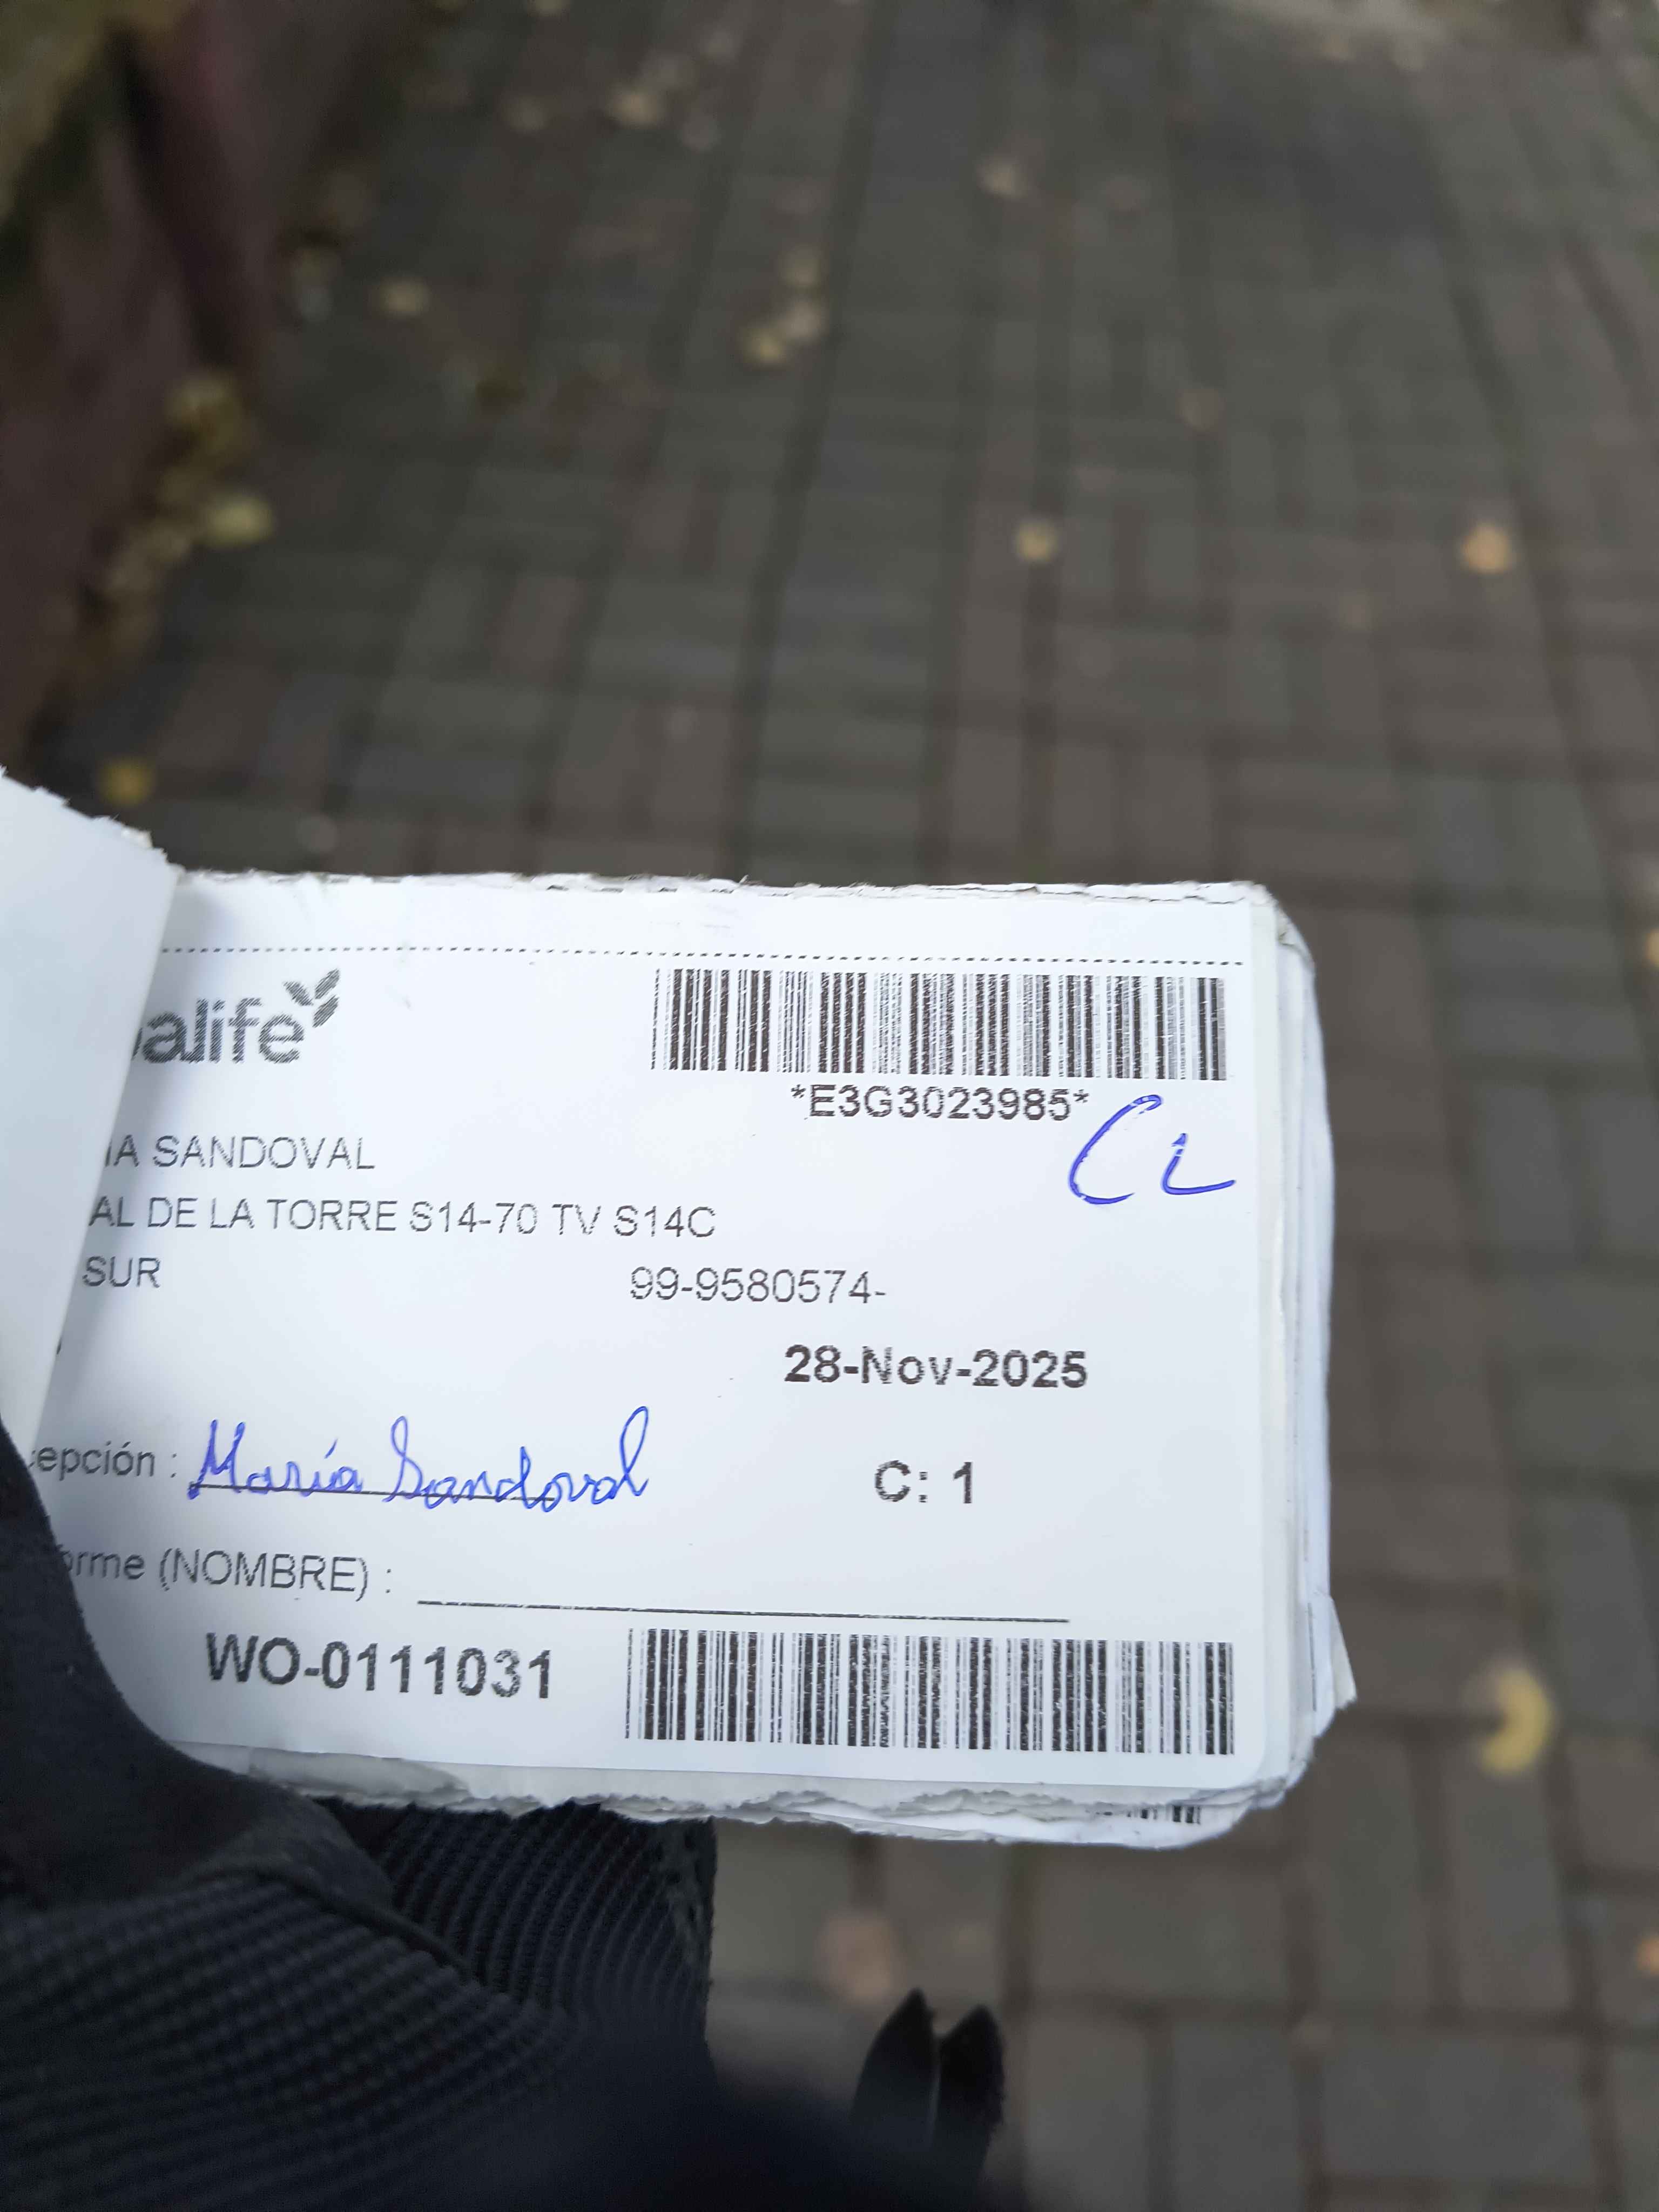 alife
*E3G3023985*
CL
IA SANDOVAL
AL DE LA TORRE S14-70 TV S14C
SUR 99-9580574-
28-Nov-2025
epción : María Sandoval C: 1
orme (NOMBRE) :
WO-0111031